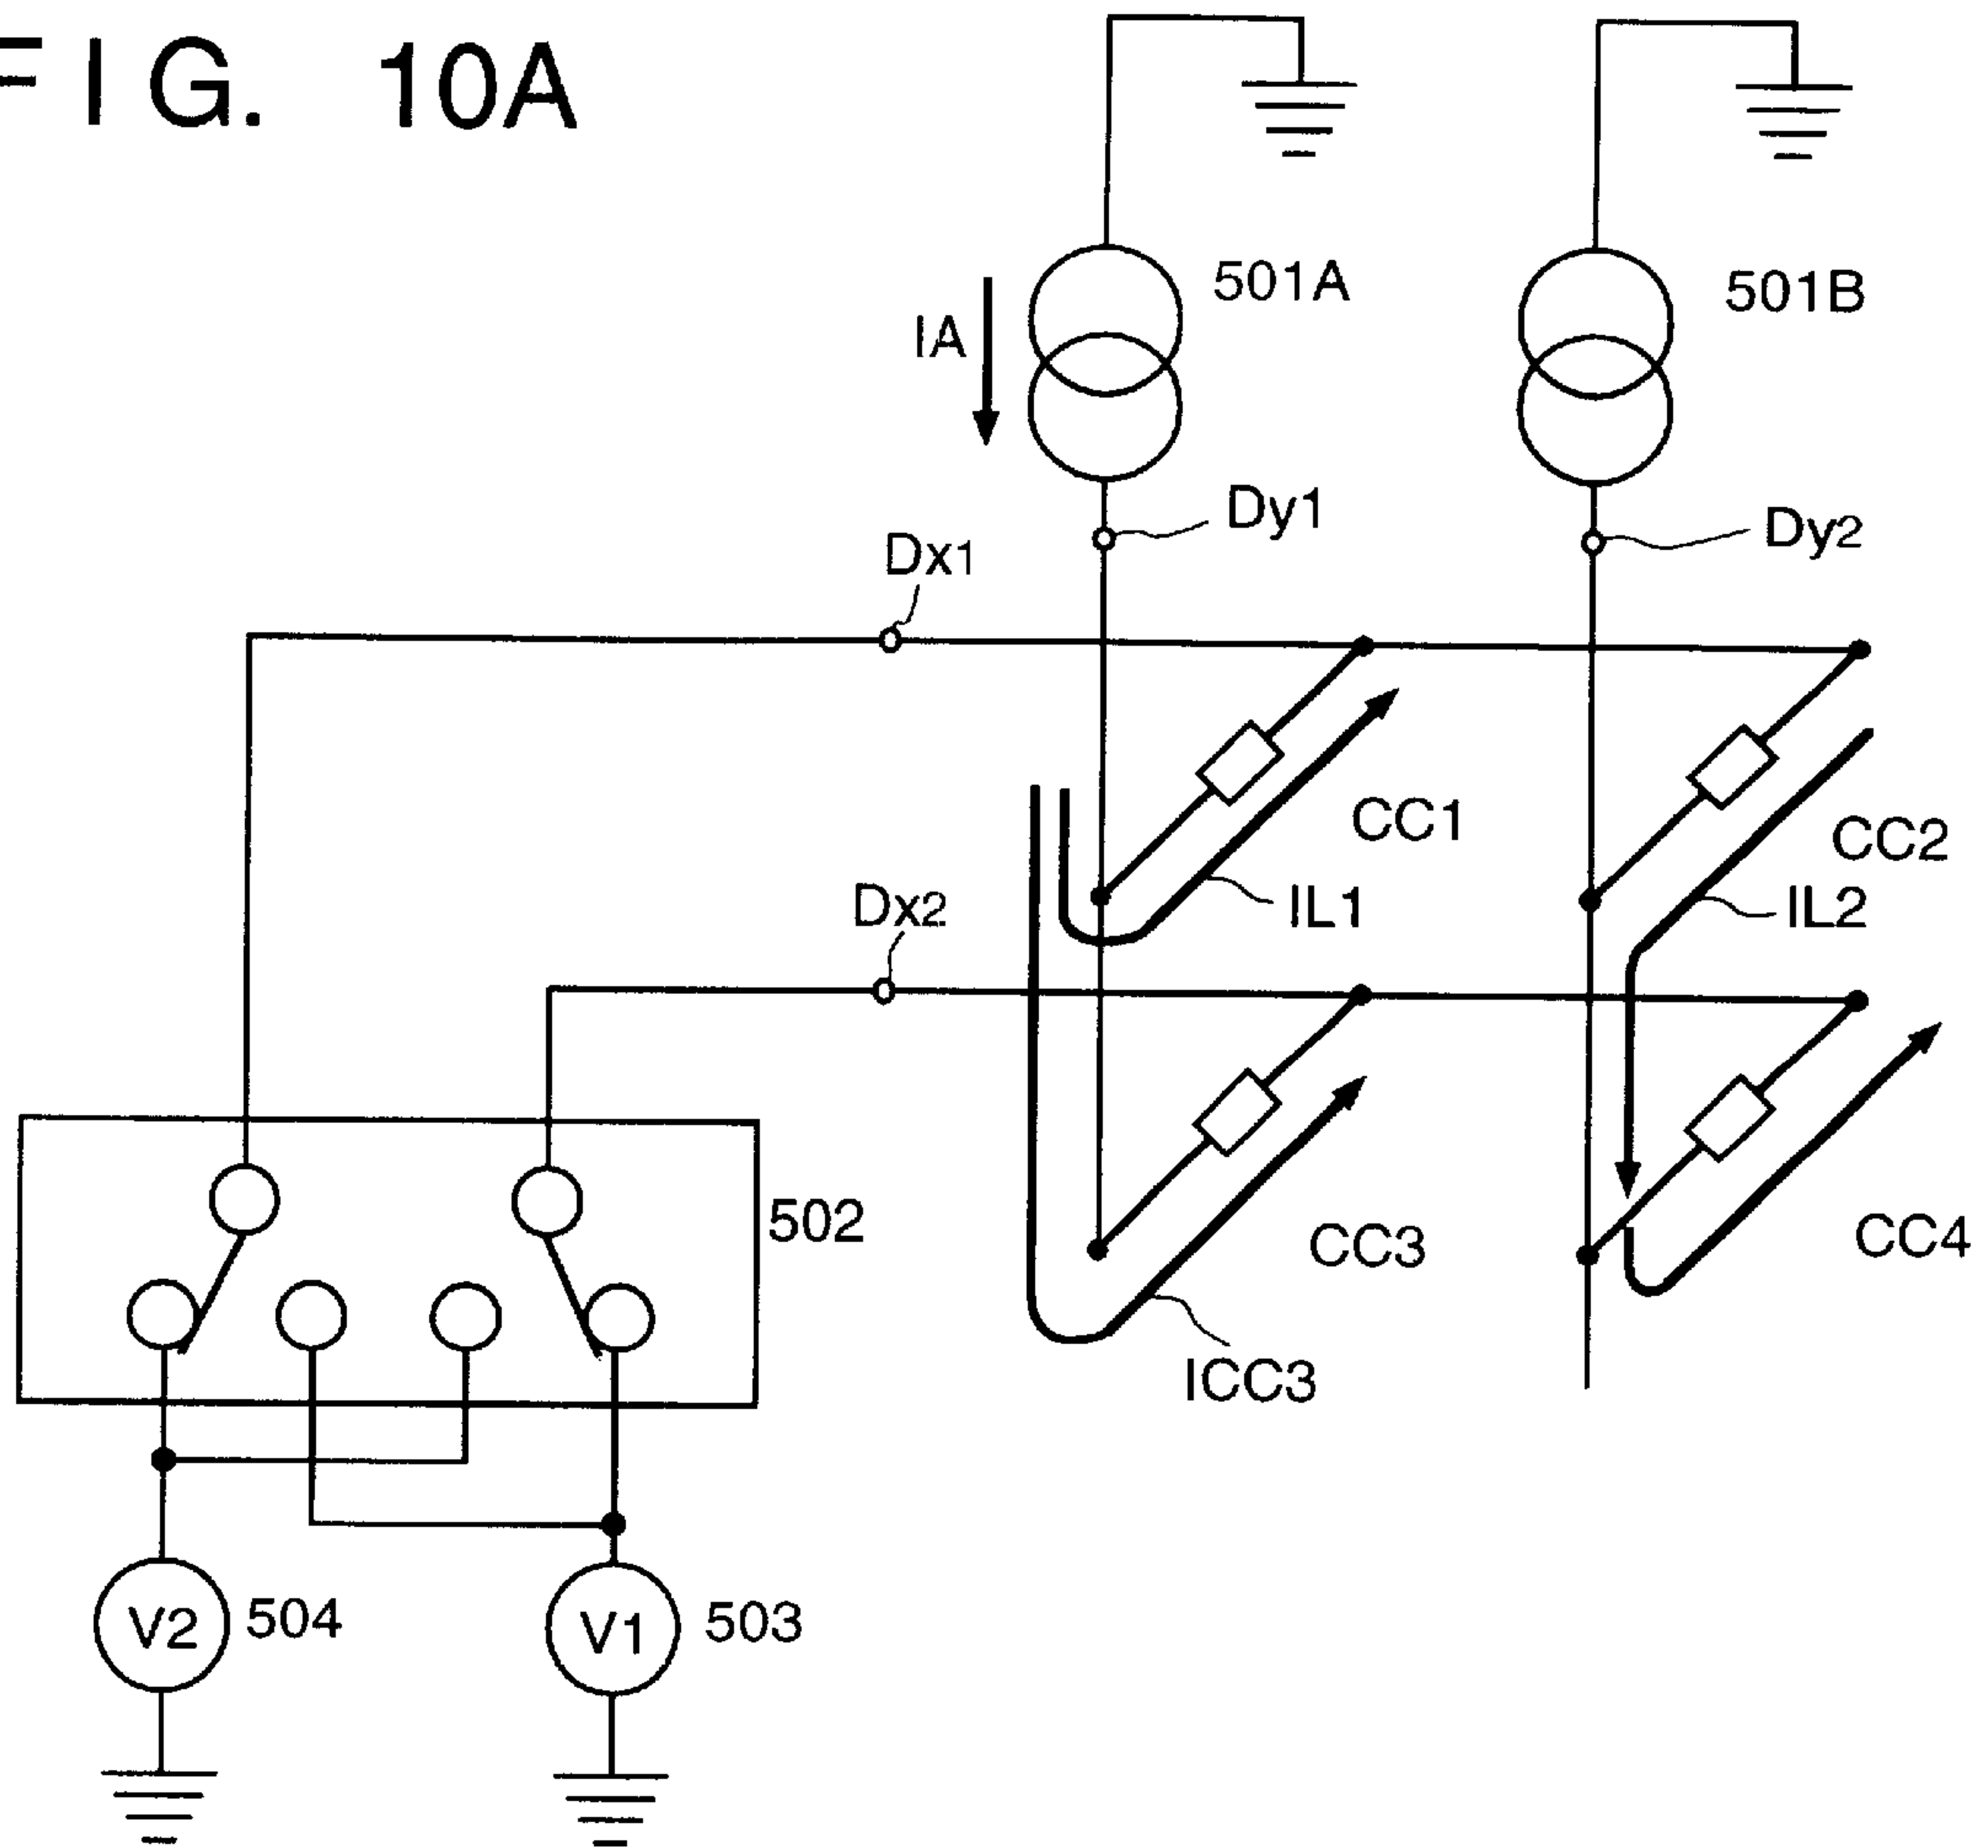 FIG. 10A
501A
501B
IA
Dy1
Dy2
Dx1
CC1
CC2
IL1
IL2
Dx2
502
CC3
CC4
ICC3
V2
504
V1
503